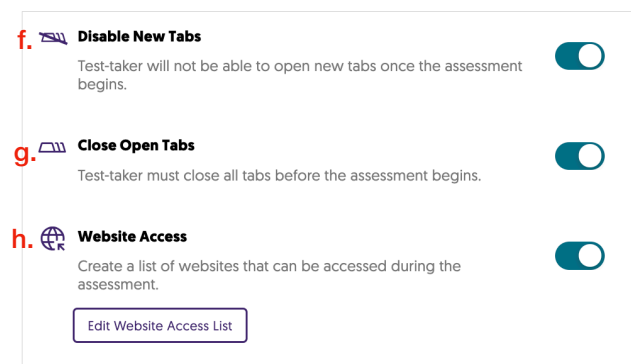 f. Disable New Tabs
Test-taker will not be able to open new tabs once the assessment
begins.
g. Close Open Tabs
Test-taker must close all tabs before the assessment begins.
h. Website Access
Create a list of websites that can be accessed during the
assessment.
Edit Website Access List